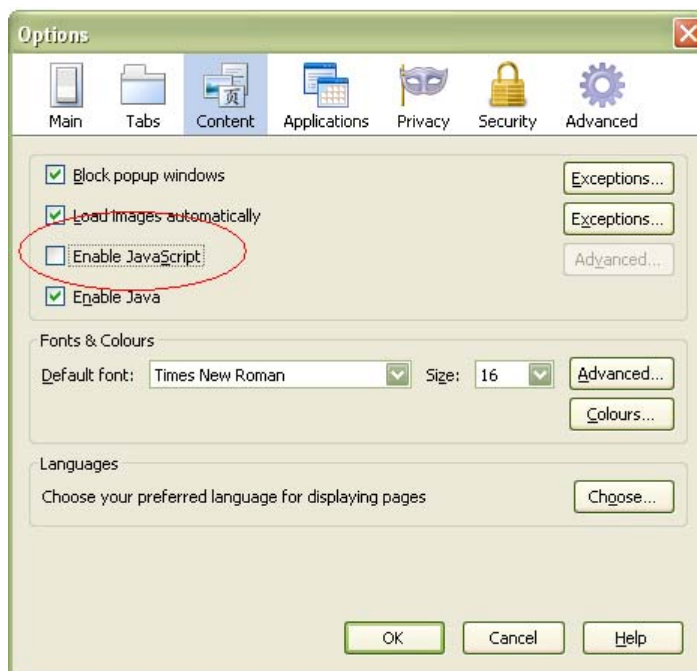 Options
Main Tabs Content Applications Privacy Security Advanced
页
Block popup windows Exceptions...
Load images automatically Exceptions...
Enable JavaScript Advanced...
Enable Java
Fonts & Colours
Default font: Times New Roman Size: 16 Advanced...
Colours...
Languages
Choose your preferred language for displaying pages Choose...
OK Cancel Help